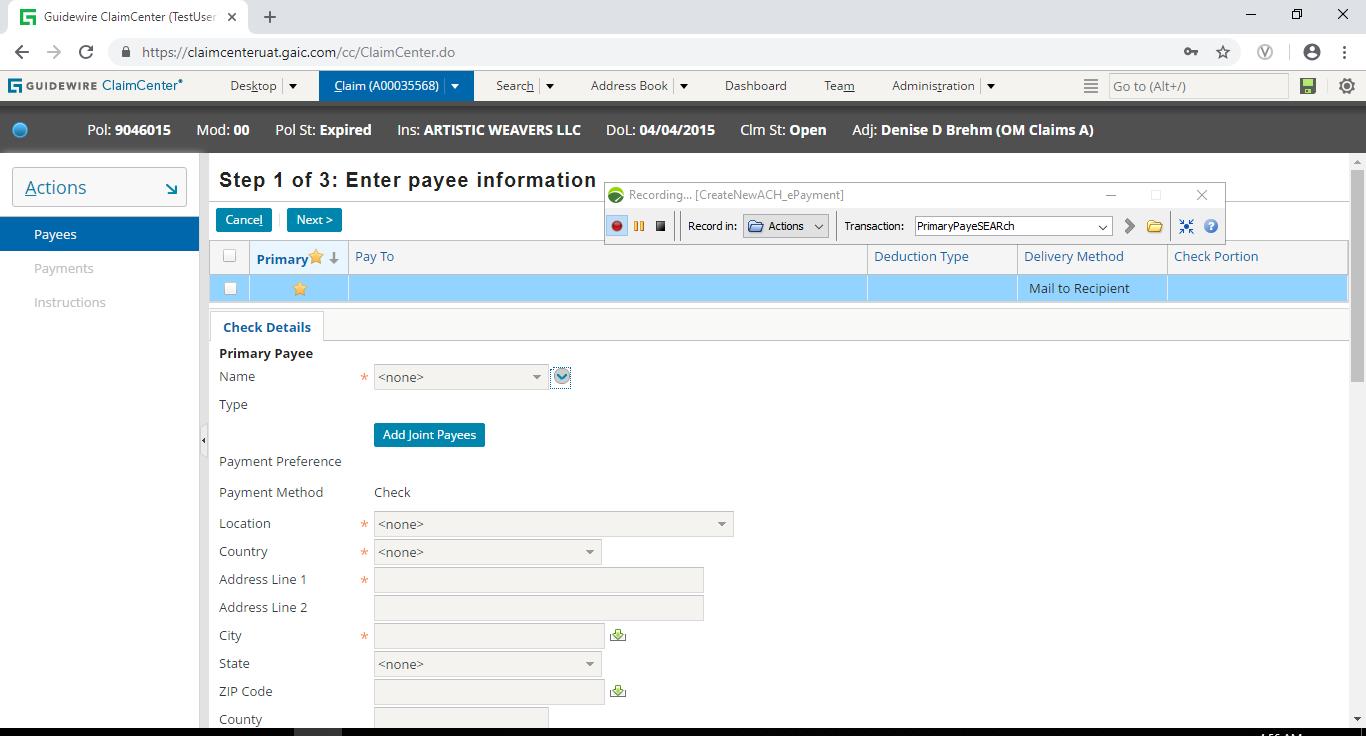 Guidewire ClaimCenter (TestUser
https://claimcenteruat.gaic.com/cc/ClaimCenter.do
GUIDEWIRE ClaimCenter® Desktop Claim (A00035568) Search Address Book Dashboard Team Administration Go to (Alt+/)
Pol: 9046015 Mod: 00 Pol St: Expired Ins: ARTISTIC WEAVERS LLC DoL: 04/04/2015 Clm St: Open Adj: Denise D Brehm (OM Claims A)
Actions
Payees
Payments
Instructions
Step 1 of 3: Enter payee information
Recording... [CreateNewACH_ePayment]
Record in: Actions Transaction: PrimaryPayeSEARch
Cancel Next >
Primary Pay To Deduction Type Delivery Method Check Portion
Mail to Recipient
Check Details
Primary Payee
Name * <none>
Type
Add Joint Payees
Payment Preference
Payment Method Check
Location * <none>
Country * <none>
Address Line 1 *
Address Line 2
City *
State <none>
ZIP Code
County